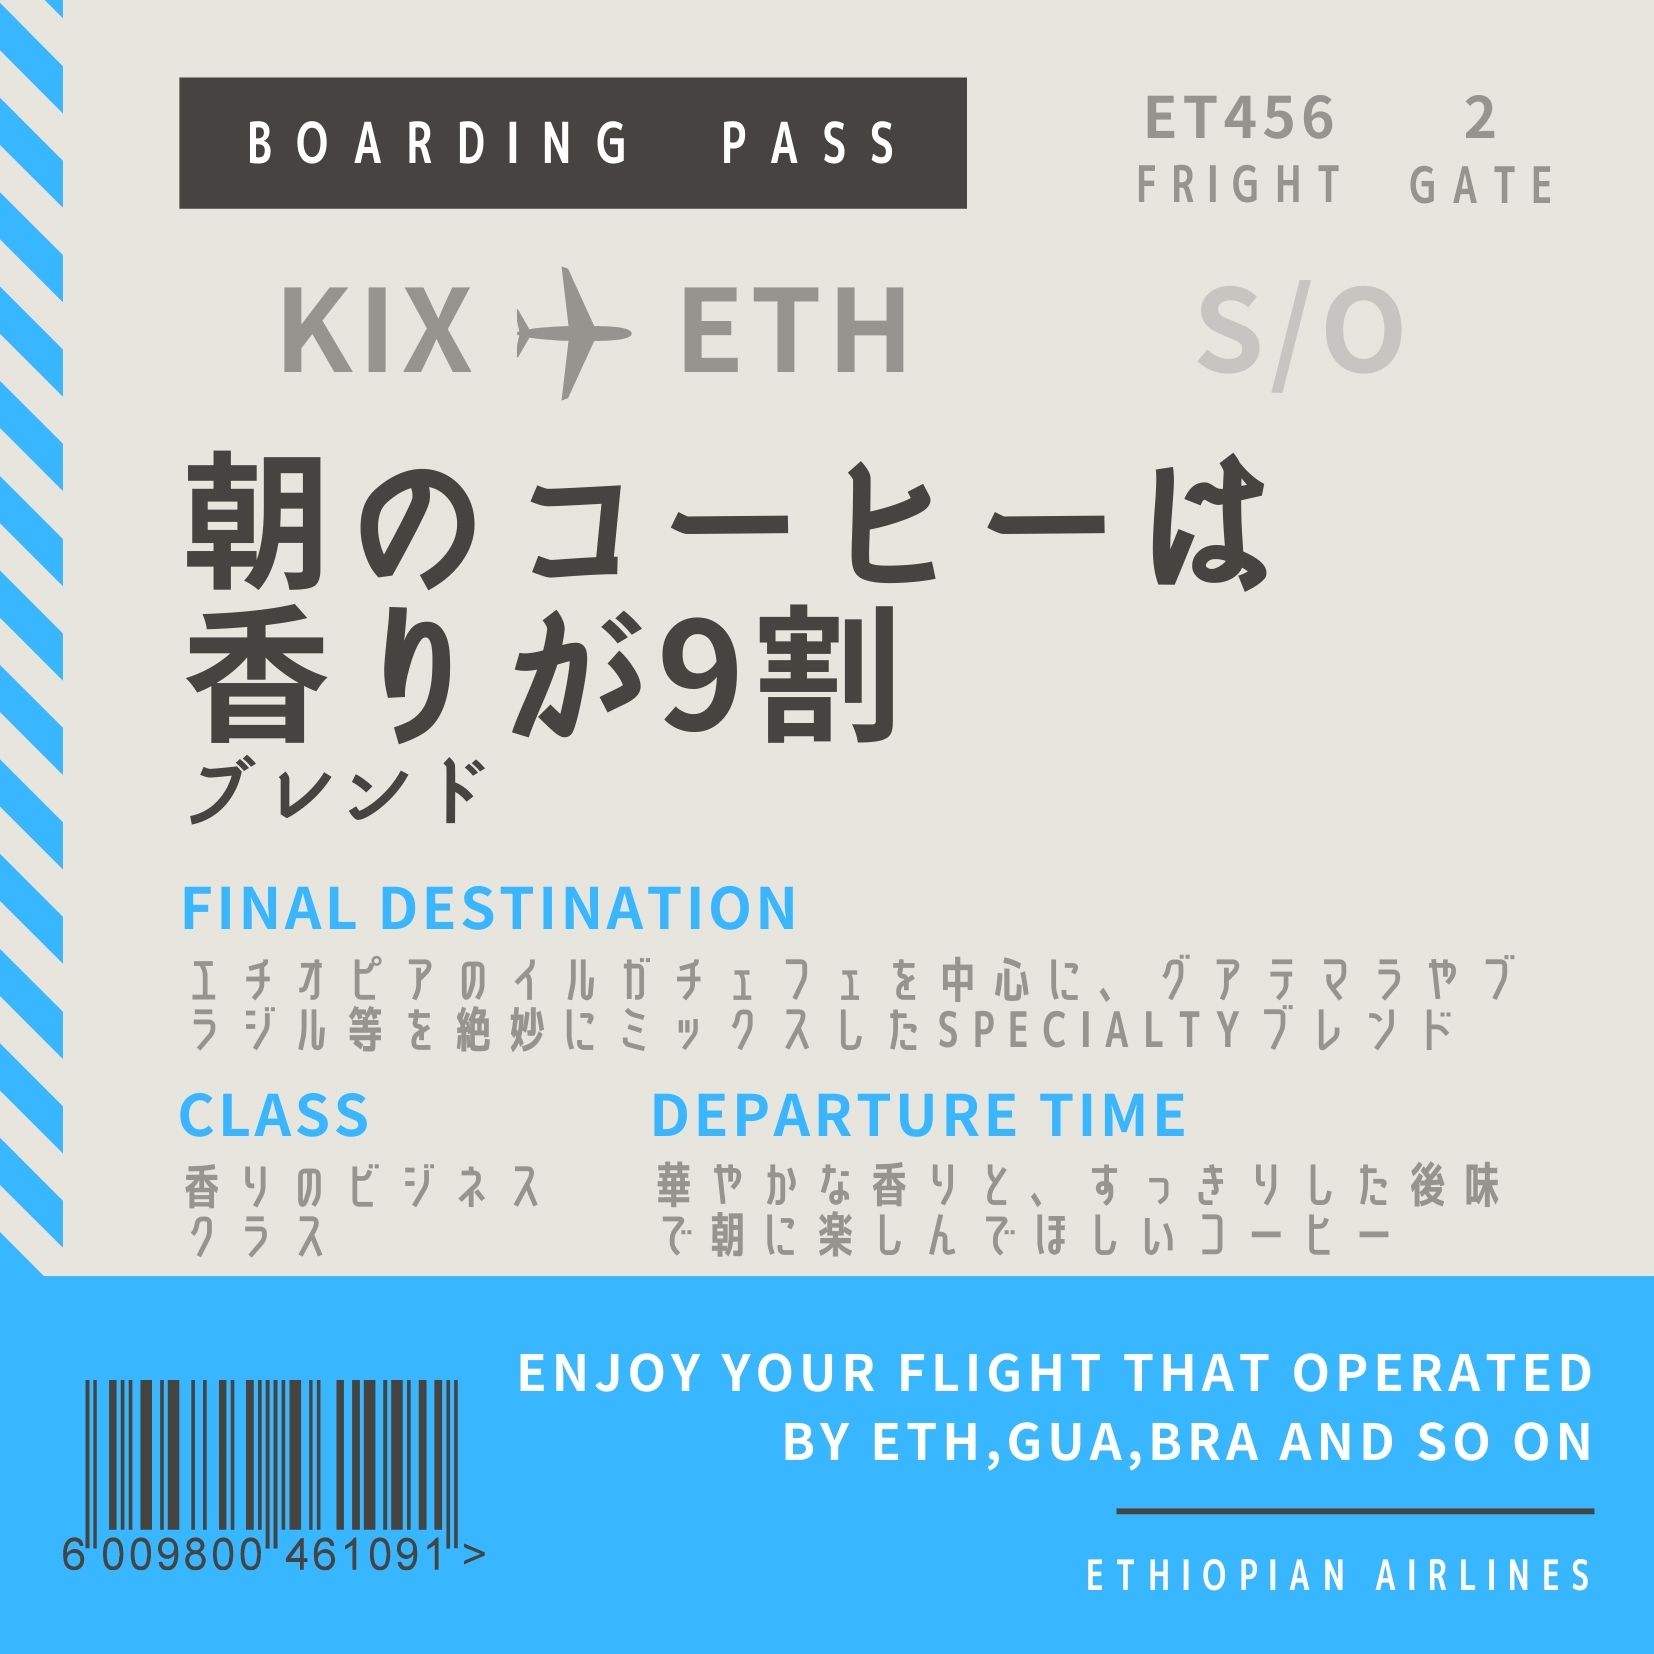 BOARDING PASS
ET456 2
FRIGHT GATE
KIX ETH S/O
朝のコーヒーは
香りが9割
ブレンド
FINAL DESTINATION
エチオピアのイルガチェフェを中心に、グアテマラやブ
ラジル等を絶妙にミックスしたSPECIALTYブレンド
CLASS
香りのビジネス
クラス
DEPARTURE TIME
華やかな香りと、すっきりした後味
で朝に楽しんでほしいコーヒー
ENJOY YOUR FLIGHT THAT OPERATED
BY ETH,GUA,BRA AND SO ON
6 009800 461091 >
ETHIOPIAN AIRLINES